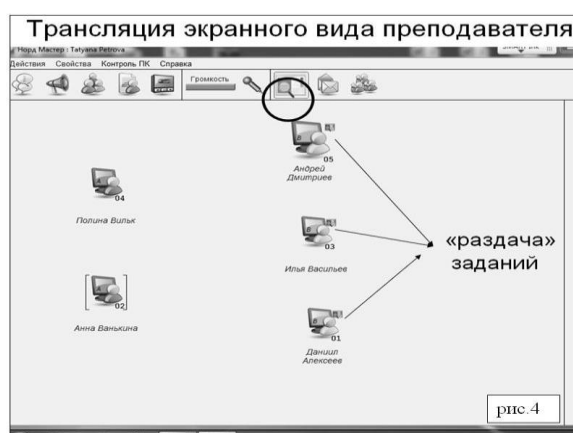 Трансляция экранного вида преподавателя
Норд Мастер : Tatyana Petrova
Действия Свойства Контроль ПК Справка
Громкость
05
Андрей
Дмитриев
04
Полина Вильк
03
Илья Васильев
«раздача»
заданий
02
Анна Ванькина
01
Даниил
Алексеев
рис.4